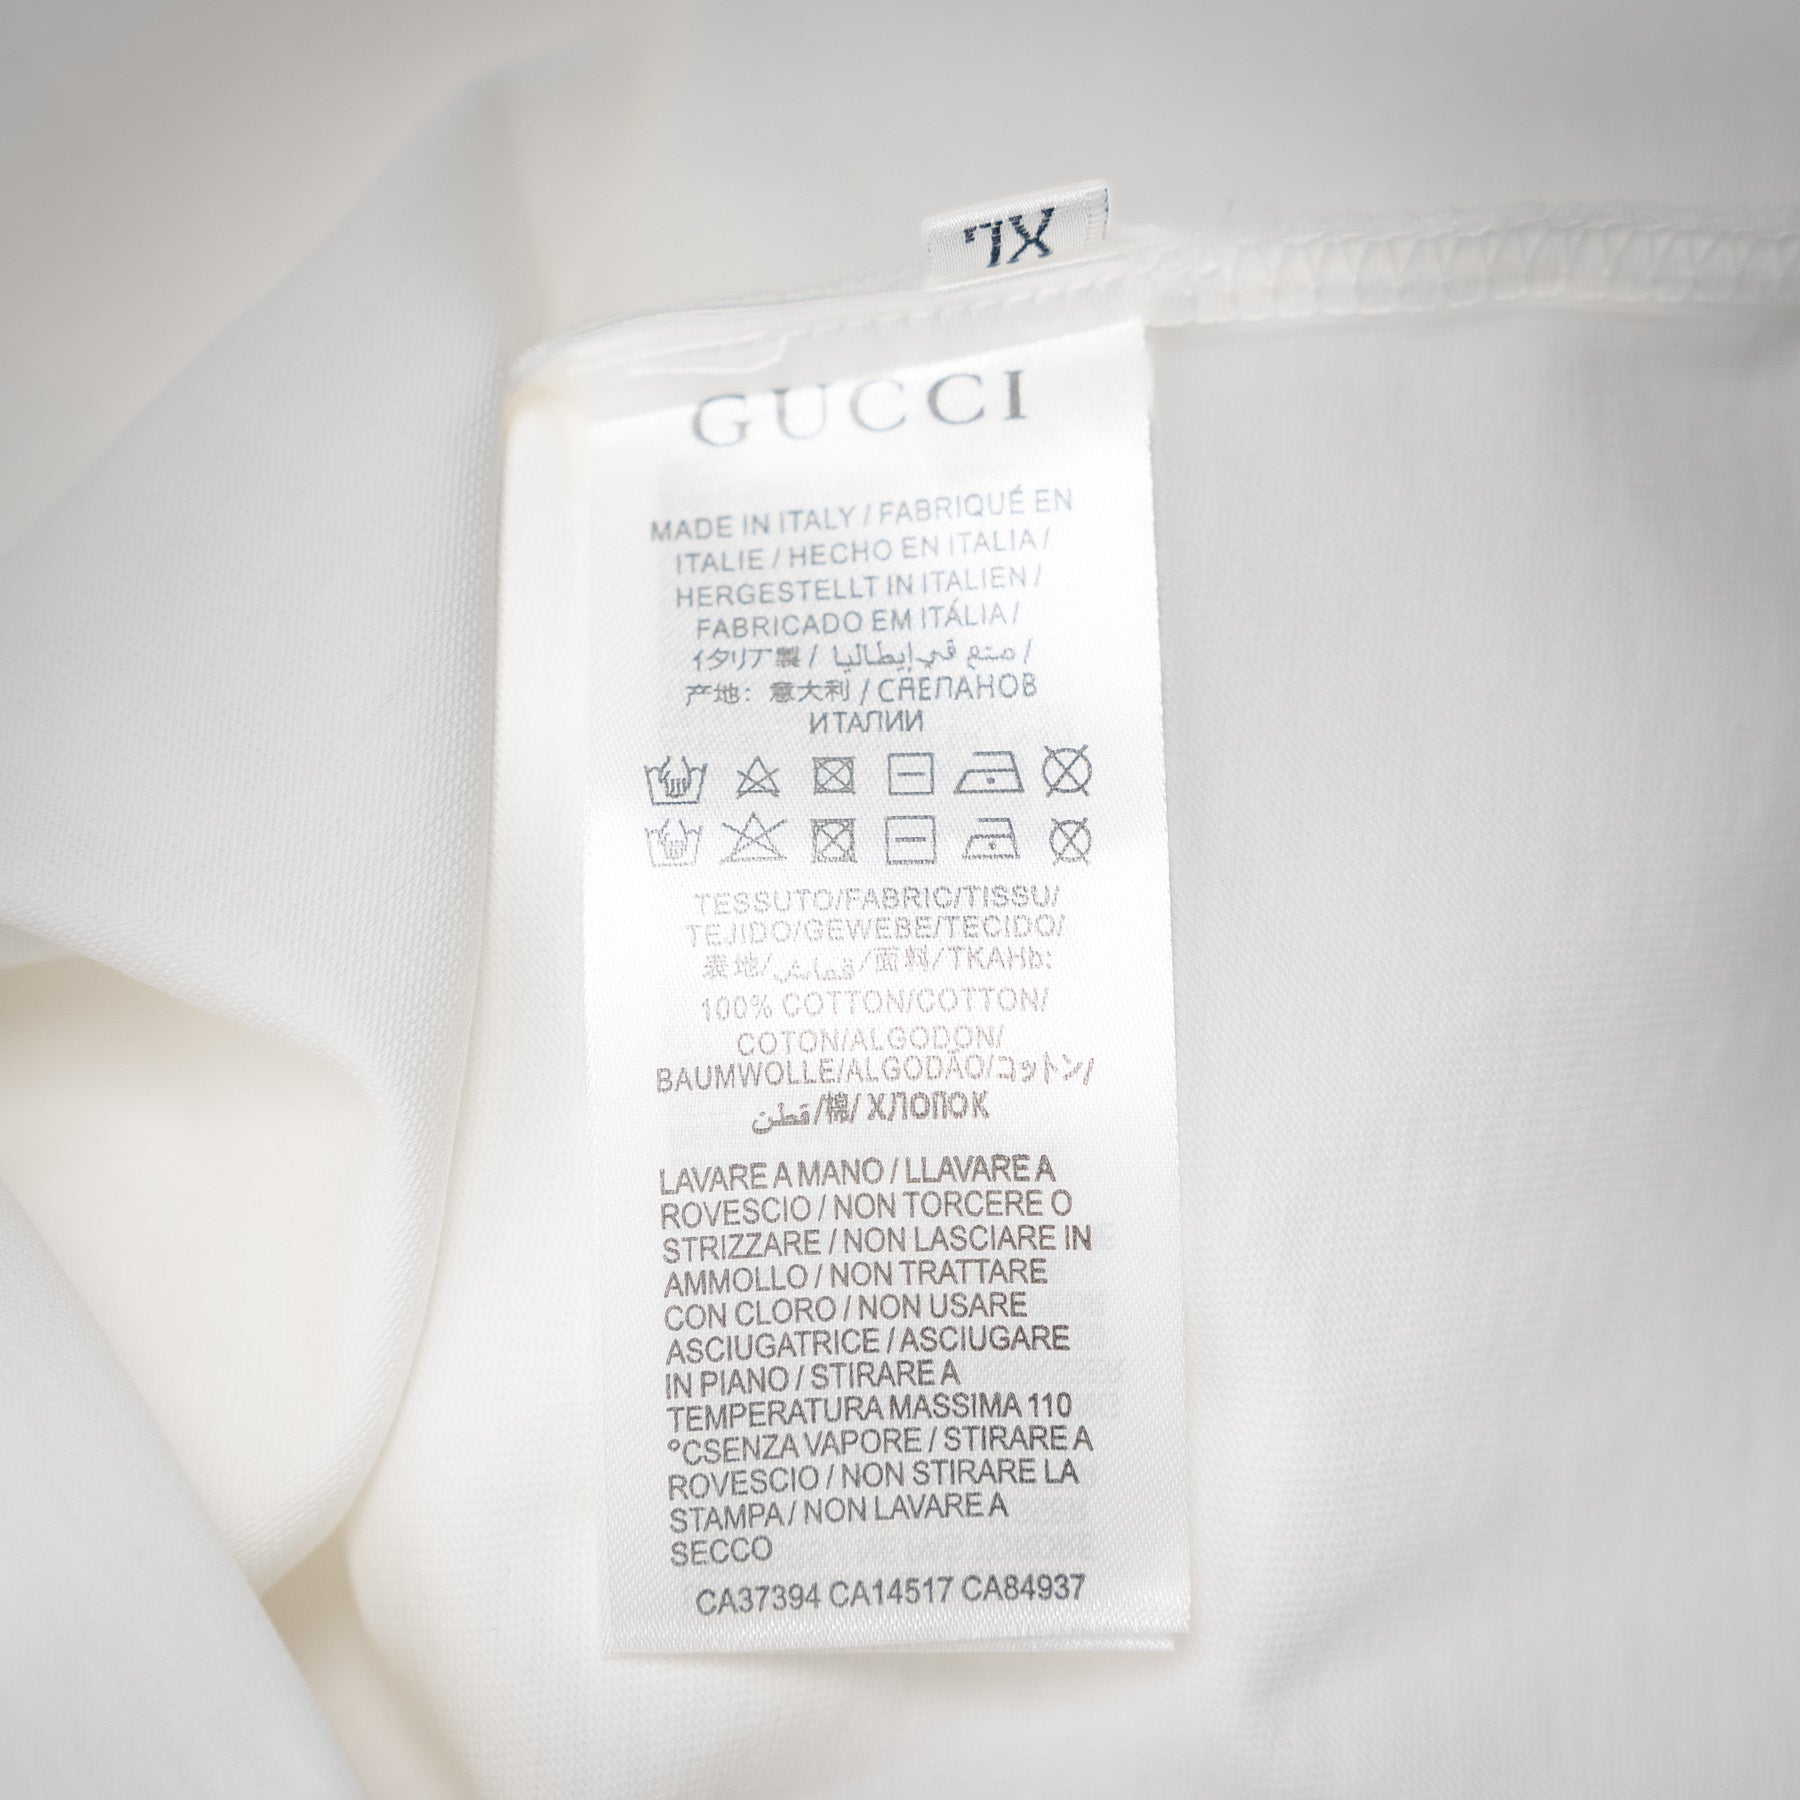 XL
GUCCI
MADE IN ITALY / FABRIQUÉ EN
ITALIE / HECHO EN ITALIA /
HERGESTELLT IN ITALIEN /
FABRICADO EM ITÁLIA /
イタリア製 / صنع في إيطاليا /
产地：意大利 / CДЕЛАНОВ
ИТАЛИИ
TESSUTO/FABRIC/TISSU/
TEJIDO/GEWEBE/TECIDO/
表地/قماش/面料/TKAHb:
100% COTTON/COTTON/
COTON/ALGODON/
BAUMWOLLE/ALGODÃO/コットン/
قطن/棉/ ХЛОПОК
LAVARE A MANO / LLAVARE A
ROVESCIO / NON TORCERE O
STRIZZARE / NON LASCIARE IN
AMMOLLO / NON TRATTARE
CON CLORO / NON USARE
ASCIUGATRICE / ASCIUGARE
IN PIANO / STIRARE A
TEMPERATURA MASSIMA 110
°CSENZA VAPORE / STIRARE A
ROVESCIO / NON STIRARE LA
STAMPA / NON LAVARE A
SECCO
CA37394 CA14517 CA84937